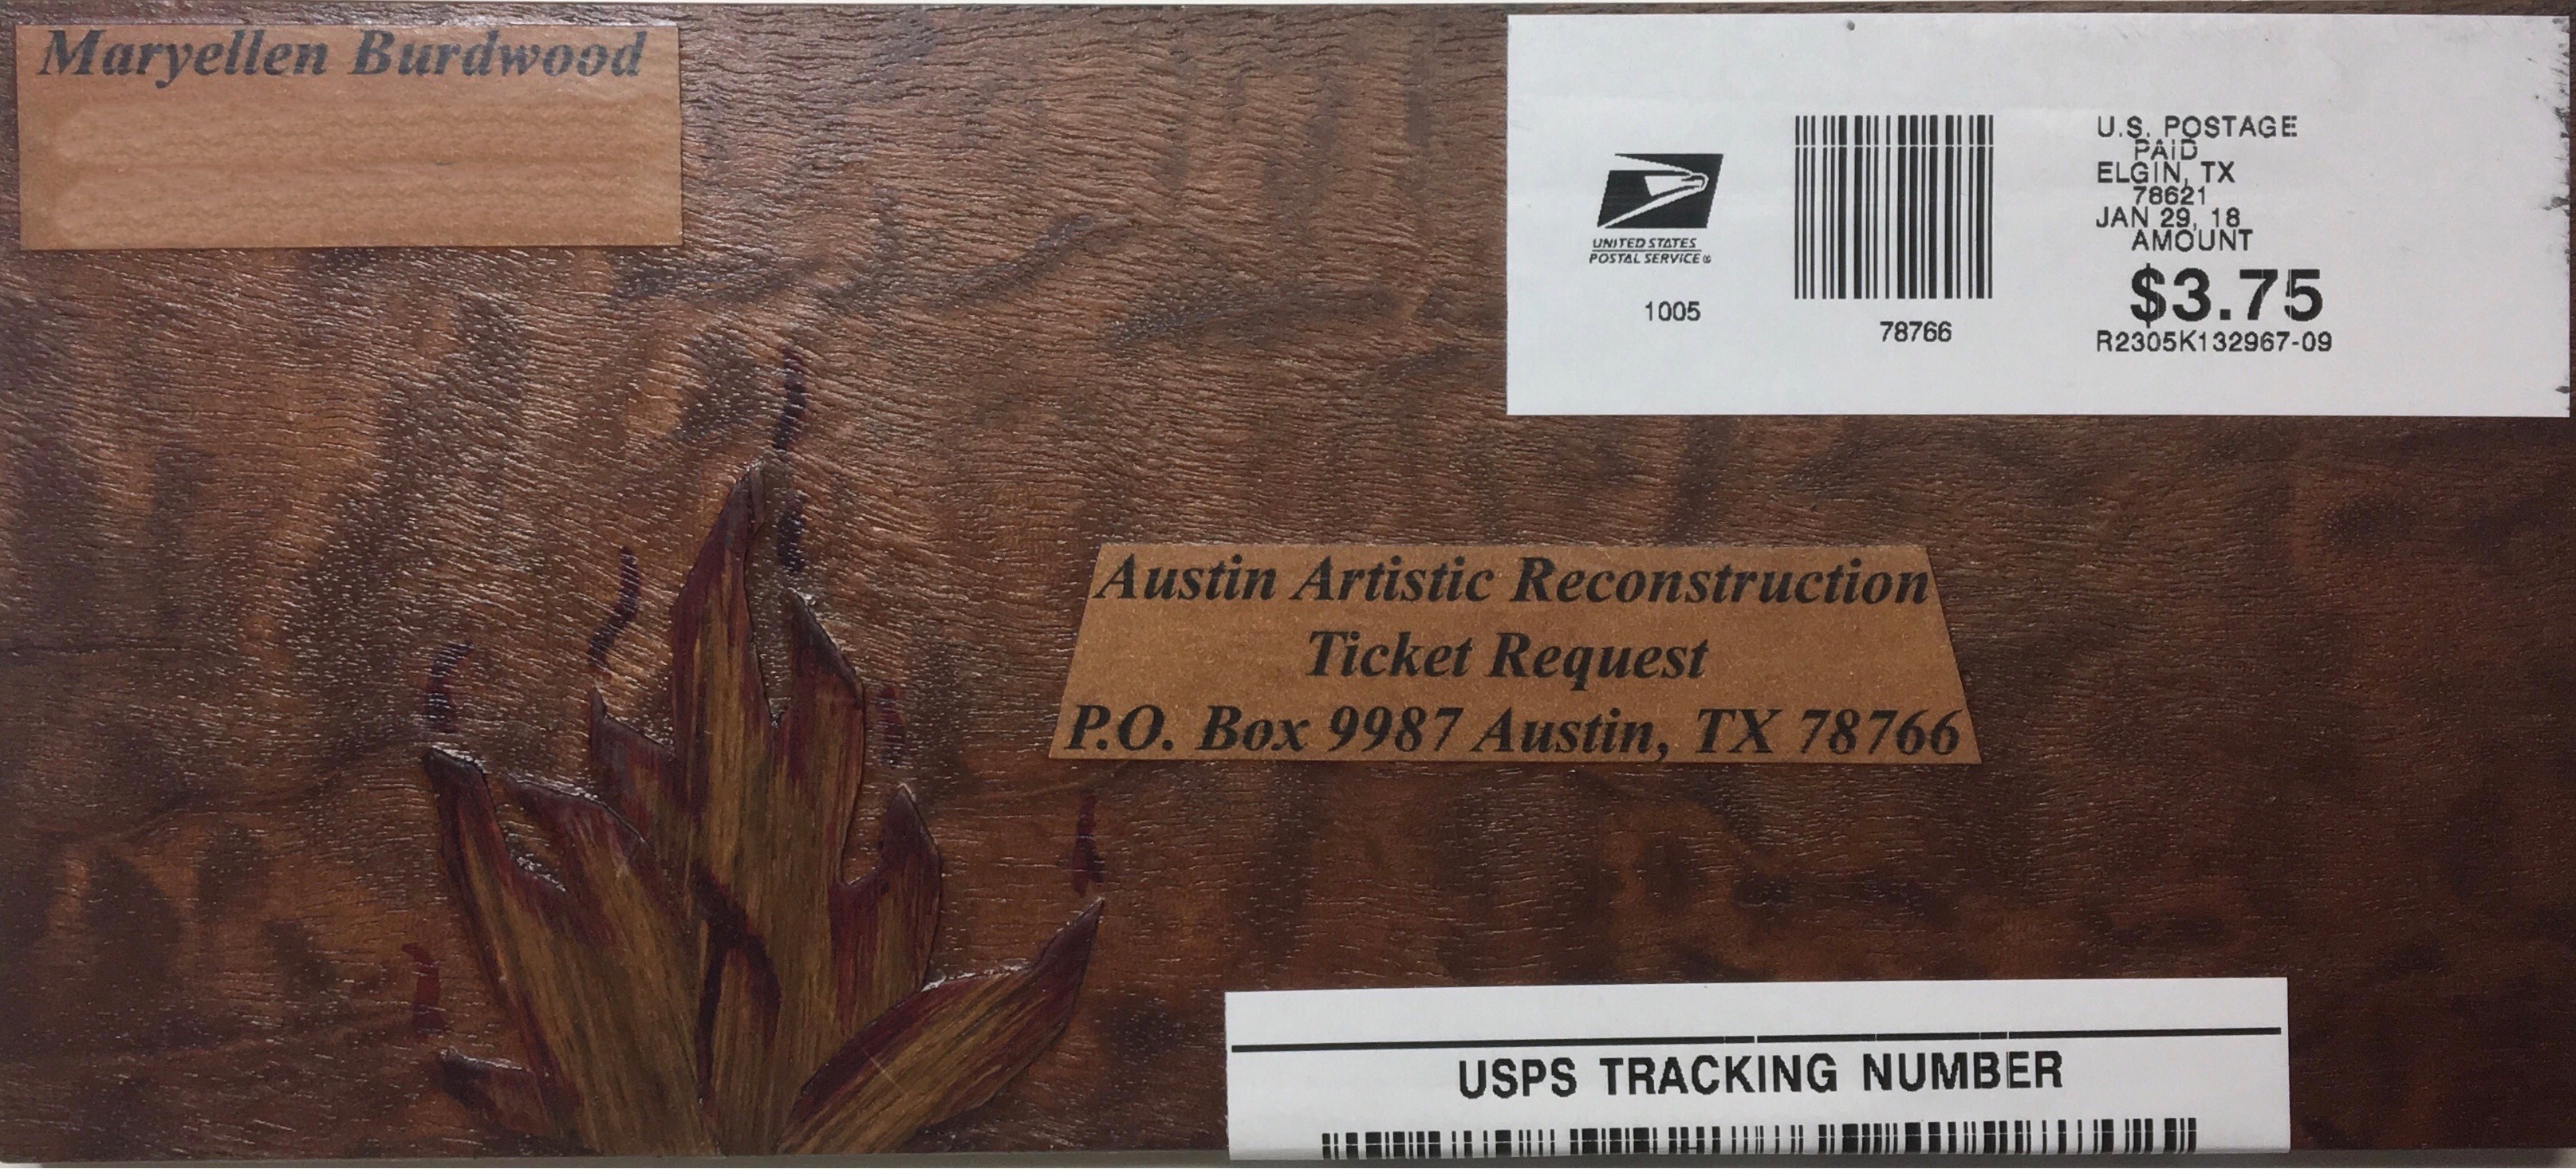 Maryellen Burdwood
UNITED STATES
POSTAL SERVICE®
1005
78766
U.S. POSTAGE
PAID
ELGIN, TX
78621
JAN 29, 18
AMOUNT
$3.75
R2305K132967-09
Austin Artistic Reconstruction
Ticket Request
P.O. Box 9987 Austin, TX 78766
USPS TRACKING NUMBER